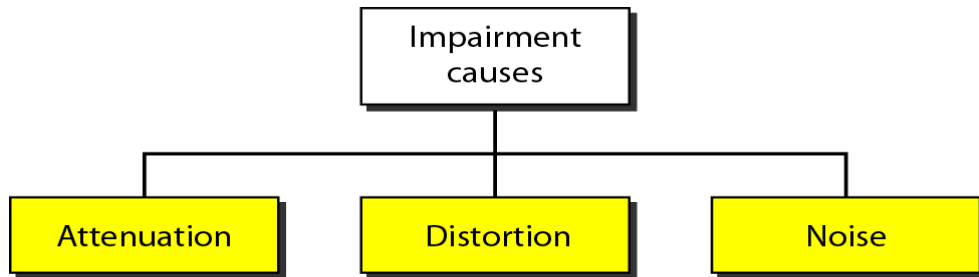 Impairment
causes
Attenuation
Distortion
Noise